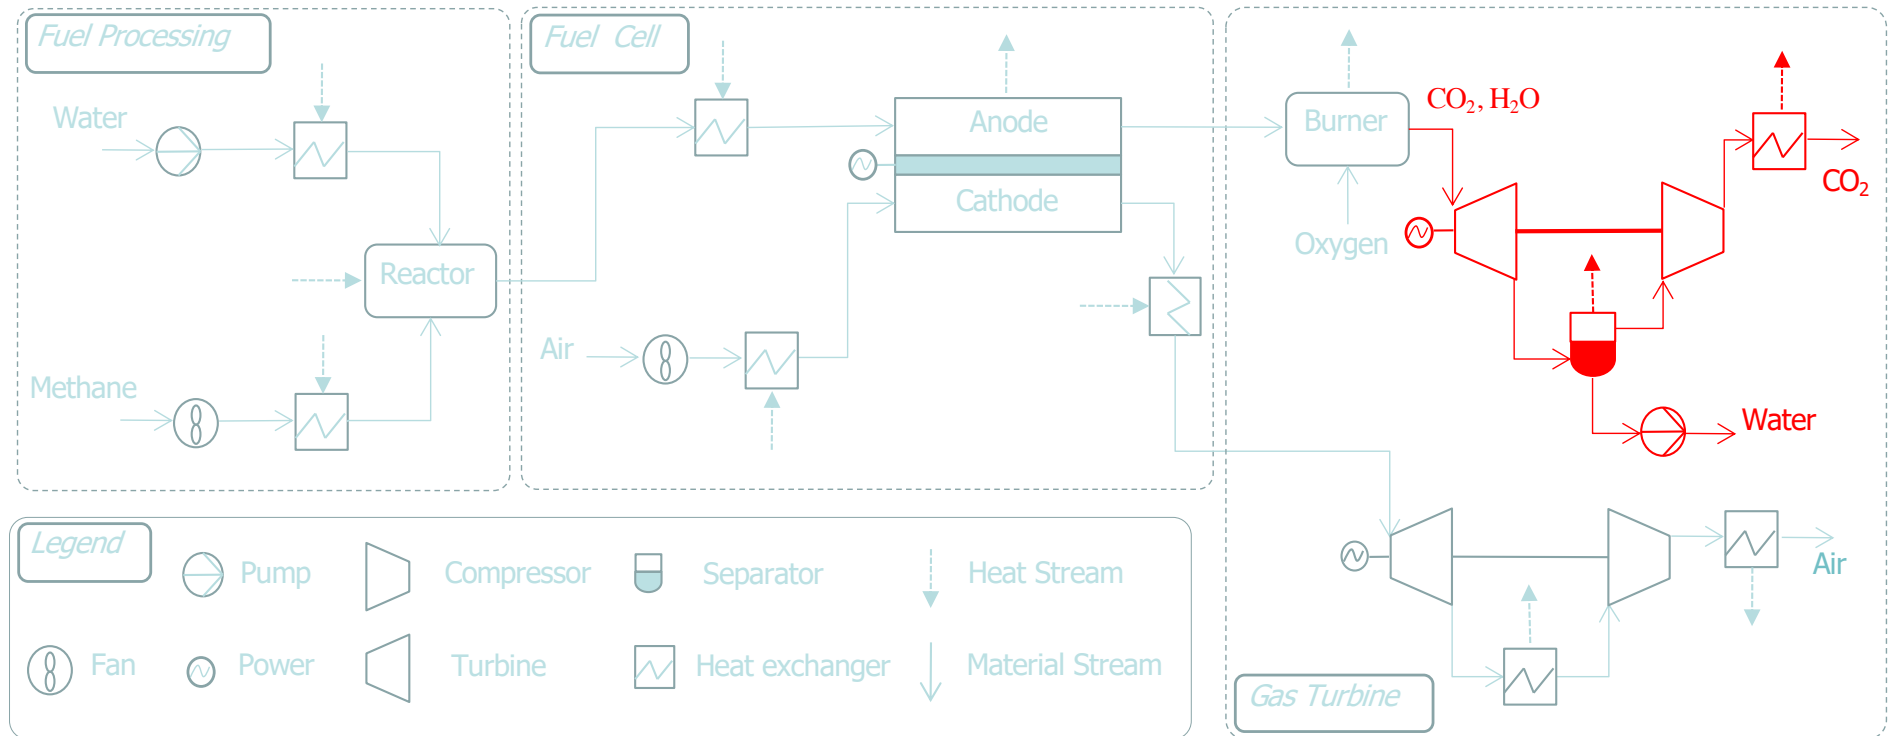 Fuel Processing
Water
Methane
Reactor
Fuel Cell
Anode
Cathode
Air
Burner
Oxygen
CO₂, H₂O
CO₂
Water
Air
Gas Turbine
Legend
Pump
Compressor
Separator
Heat Stream
Fan
Power
Turbine
Heat exchanger
Material Stream